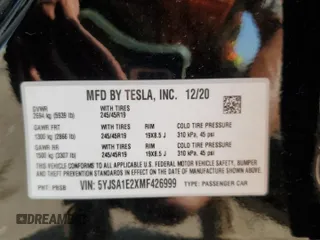 MFD BY TESLA, INC. 12/20
GVWR WITH TIRES
2694 kg (5939 lb) 245/45R19
GAWR FRT WITH TIRES RIM COLD TIRE PRESSURE
1300 kg (2866 lb) 245/45R19 19X8.5 J 310 kPa, 45 psi
GAWR RR WITH TIRES RIM COLD TIRE PRESSURE
1500 kg (3307 lb) 245/45R19 19X8.5 J 310 kPa, 45 psi
THIS VEHICLE CONFORMS TO ALL APPLICABLE U.S. FEDERAL MOTOR VEHICLE SAFETY, BUMPER
AND THEFT PREVENTION STANDARDS IN EFFECT ON THE DATE OF MANUFACTURE SHOWN ABOVE.
PNT: PBSB VIN: 5YJSA1E2XMF426999 TYPE: PASSENGER CAR